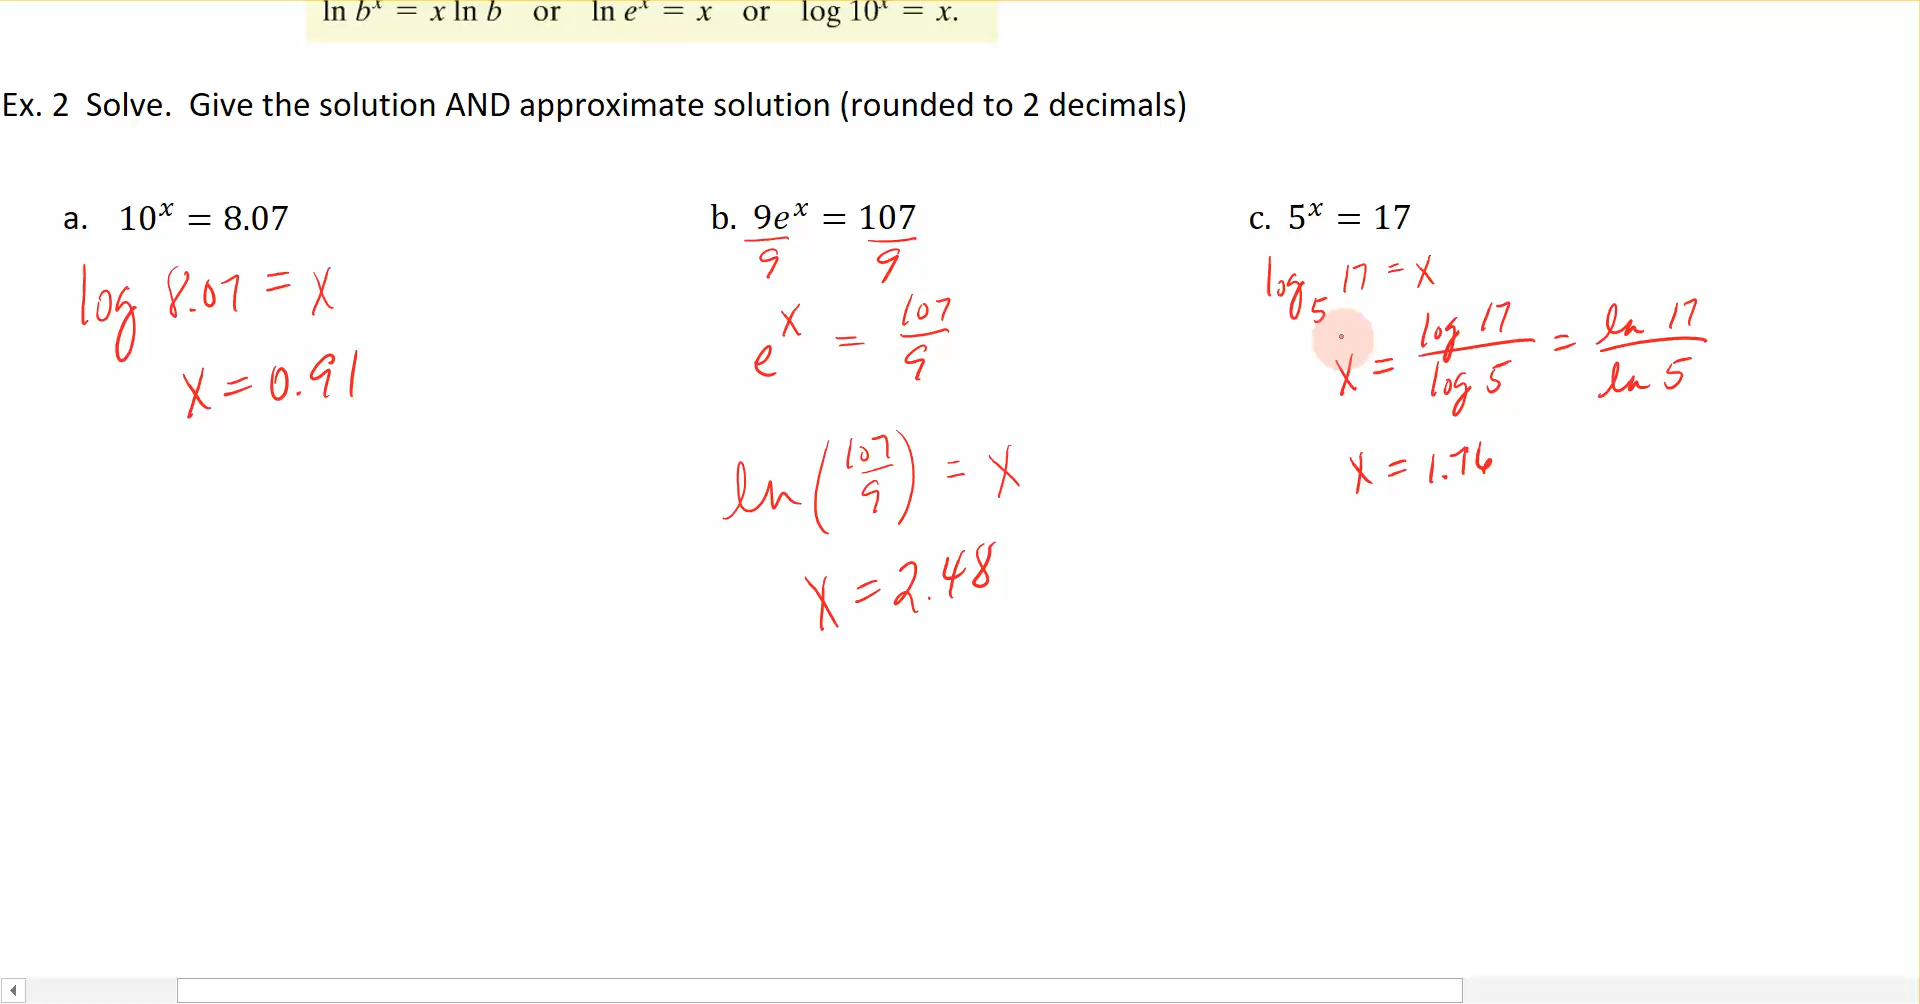 ln bˣ = x ln b or ln eˣ = x or log 10ˣ = x.
Ex. 2 Solve. Give the solution AND approximate solution (rounded to 2 decimals)
a. 10ˣ = 8.07
log 8.07 = x
x = 0.91
b. 9eˣ = 107
9 9
eˣ = 107/9
ln(107/9) = x
x = 2.48
c. 5ˣ = 17
log₅ 17 = x
x = log 17/log 5 = ln 17/ln 5
x = 1.76